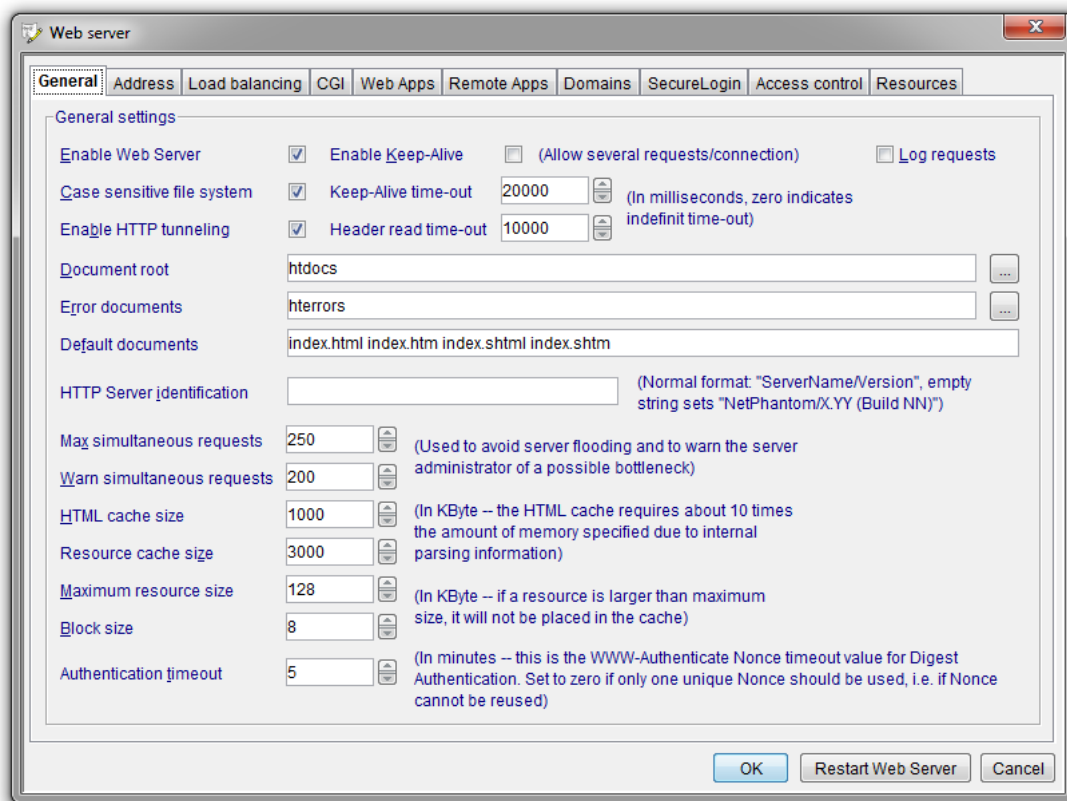 Web server
General Address Load balancing CGI Web Apps Remote Apps Domains SecureLogin Access control Resources
General settings
Enable Web Server Enable Keep-Alive (Allow several requests/connection) Log requests
Case sensitive file system Keep-Alive time-out 20000 (In milliseconds, zero indicates
indefinit time-out)
Enable HTTP tunneling Header read time-out 10000
Document root htdocs ...
Error documents hterrors ...
Default documents index.html index.htm index.shtml index.shtm
HTTP Server identification (Normal format: "ServerName/Version", empty
string sets "NetPhantom/X.YY (Build NN)")
Max simultaneous requests 250 (Used to avoid server flooding and to warn the server
administrator of a possible bottleneck)
Warn simultaneous requests 200
HTML cache size 1000 (In KByte -- the HTML cache requires about 10 times
the amount of memory specified due to internal
parsing information)
Resource cache size 3000
Maximum resource size 128 (In KByte -- if a resource is larger than maximum
size, it will not be placed in the cache)
Block size 8
Authentication timeout 5 (In minutes -- this is the WWW-Authenticate Nonce timeout value for Digest
Authentication. Set to zero if only one unique Nonce should be used, i.e. if Nonce
cannot be reused)
OK Restart Web Server Cancel